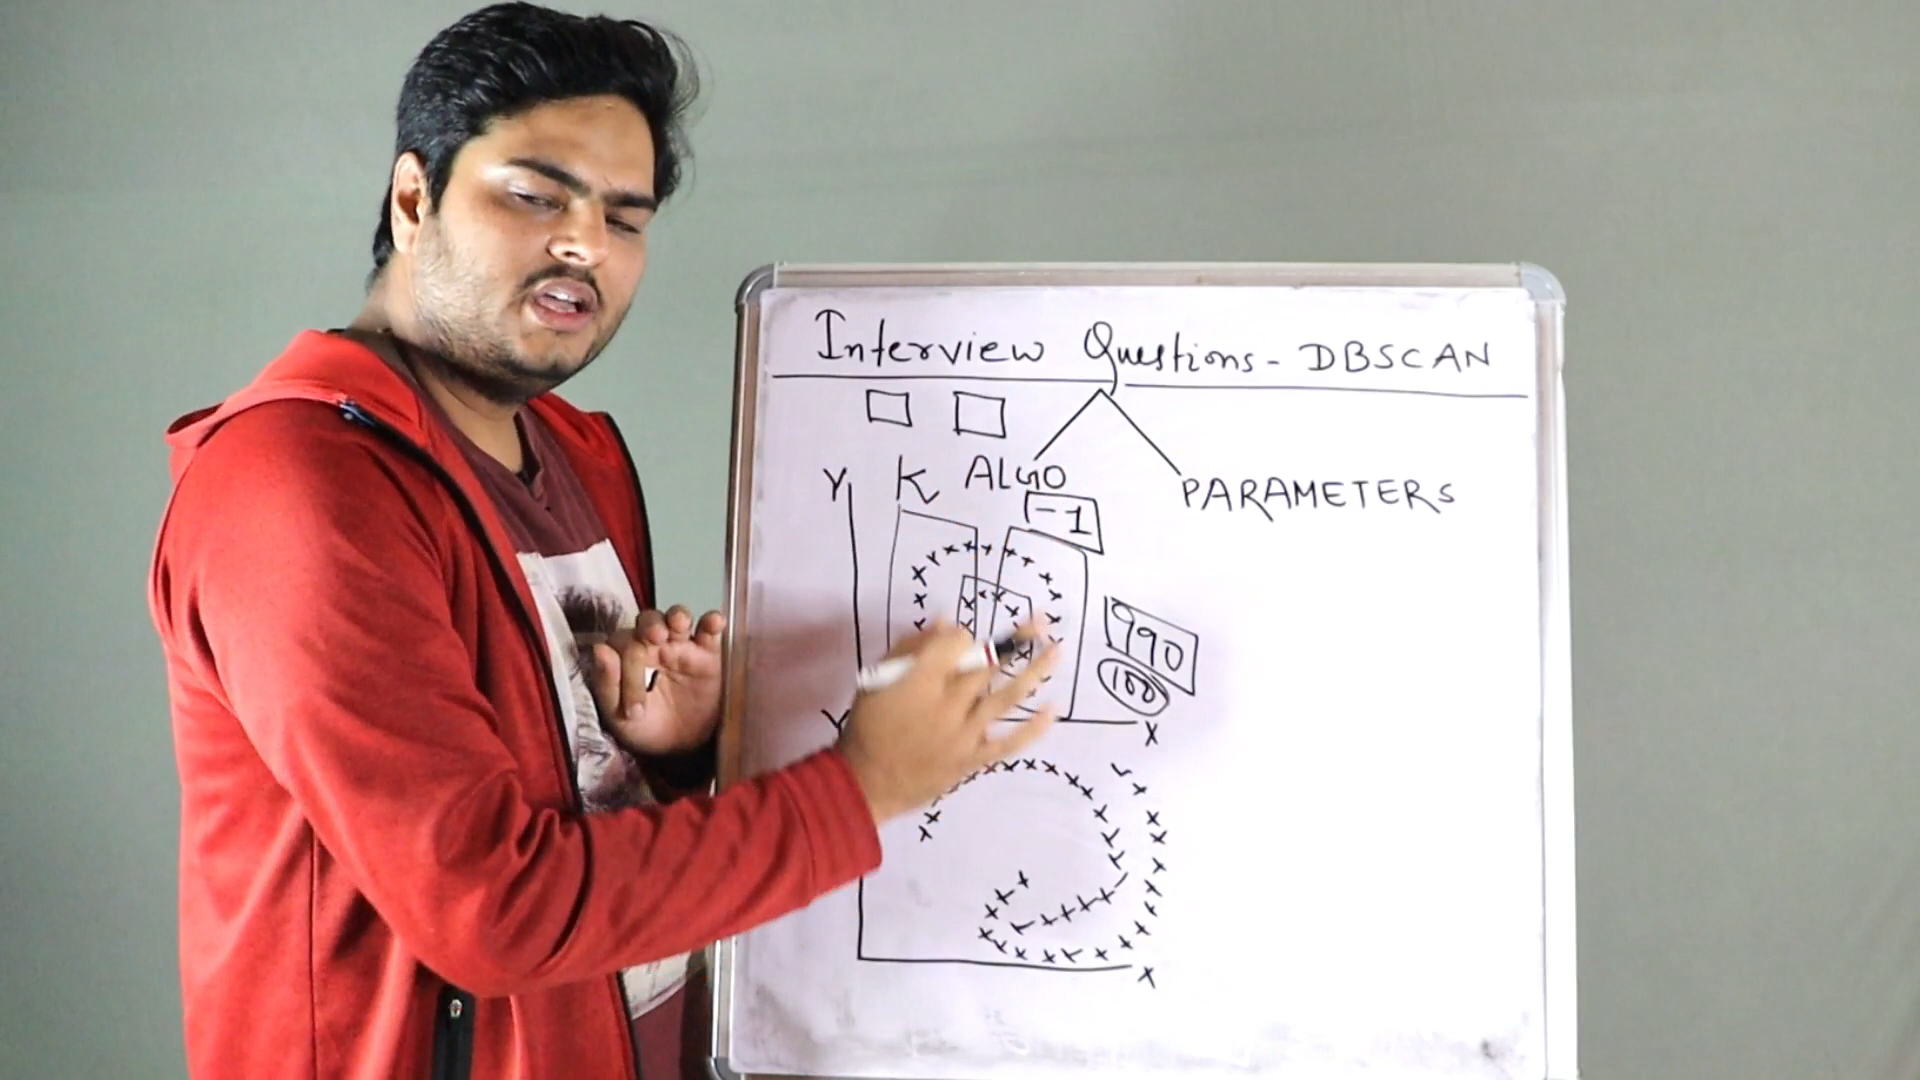 Interview Questions - DBSCAN
K ALGO
PARAMETERS
Y
-1
990
100
X
Y
X